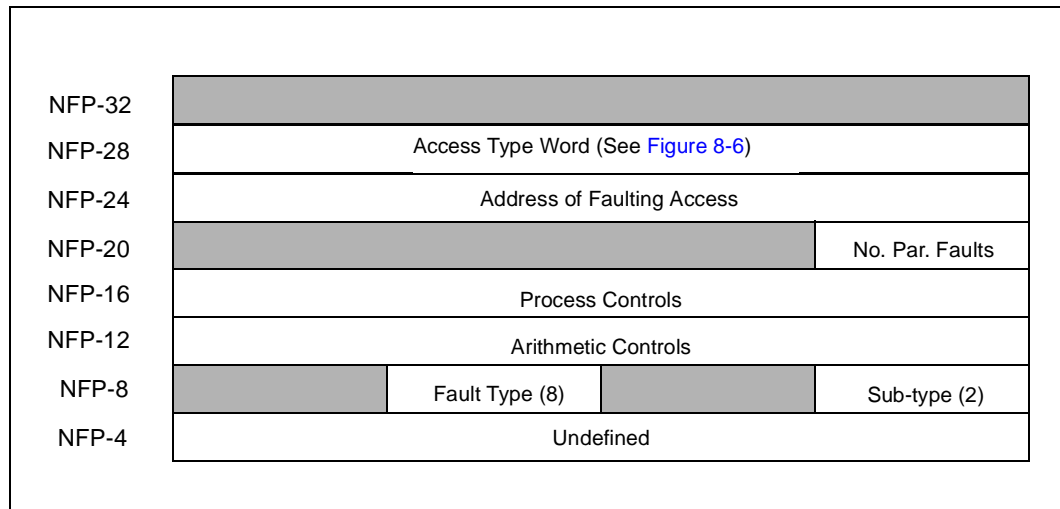 NFP-32
NFP-28 Access Type Word (See Figure 8-6)
NFP-24 Address of Faulting Access
NFP-20 No. Par. Faults
NFP-16 Process Controls
NFP-12 Arithmetic Controls
NFP-8 Fault Type (8) Sub-type (2)
NFP-4 Undefined